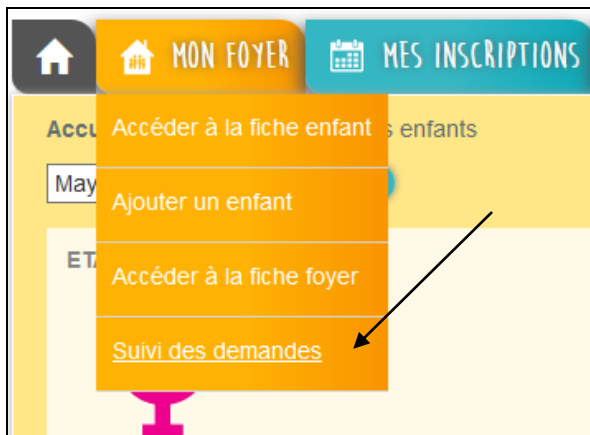 MON FOYER MES INSCRIPTIONS
Accu s enfants
Accéder à la fiche enfant
May
Ajouter un enfant
ETA
Accéder à la fiche foyer
Suivi des demandes